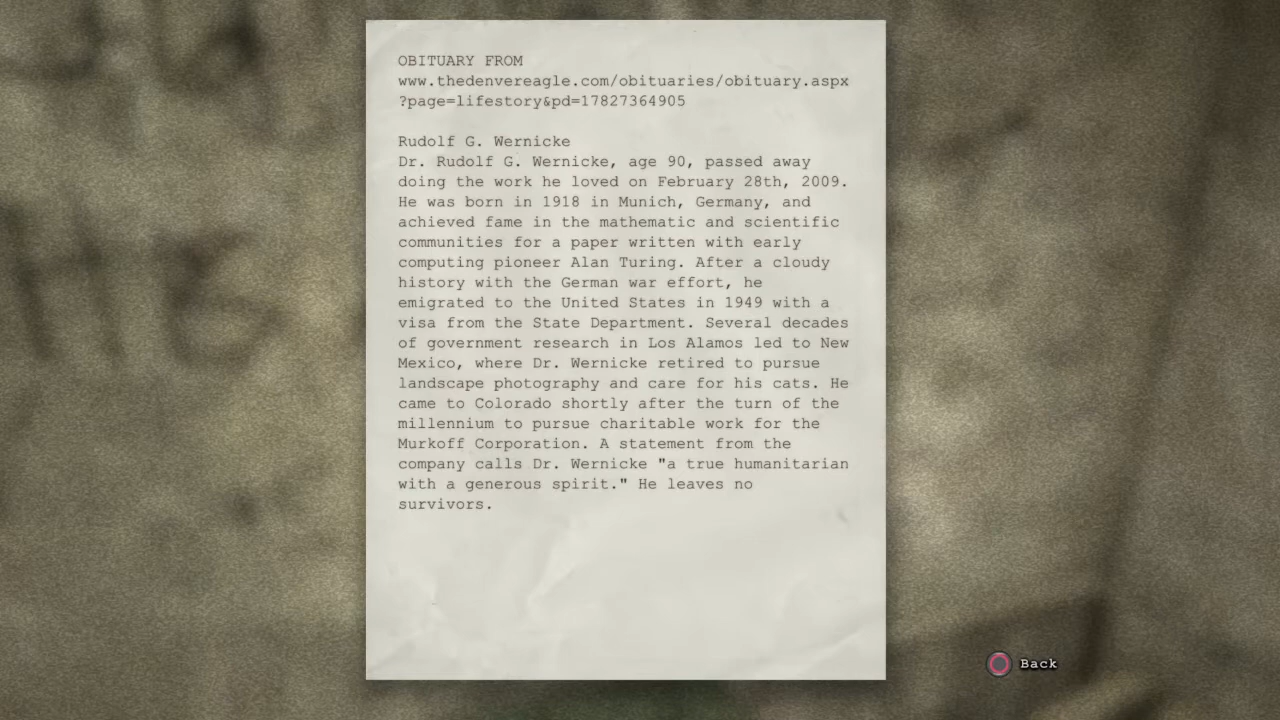 OBITUARY FROM
www.thedenvereagle.com/obituaries/obituary.aspx
?page=lifestory&pd=17827364905
Rudolf G. Wernicke
Dr. Rudolf G. Wernicke, age 90, passed away
doing the work he loved on February 28th, 2009.
He was born in 1918 in Munich, Germany, and
achieved fame in the mathematic and scientific
communities for a paper written with early
computing pioneer Alan Turing. After a cloudy
history with the German war effort, he
emigrated to the United States in 1949 with a
visa from the State Department. Several decades
of government research in Los Alamos led to New
Mexico, where Dr. Wernicke retired to pursue
landscape photography and care for his cats. He
came to Colorado shortly after the turn of the
millennium to pursue charitable work for the
Murkoff Corporation. A statement from the
company calls Dr. Wernicke "a true humanitarian
with a generous spirit." He leaves no
survivors.
Back